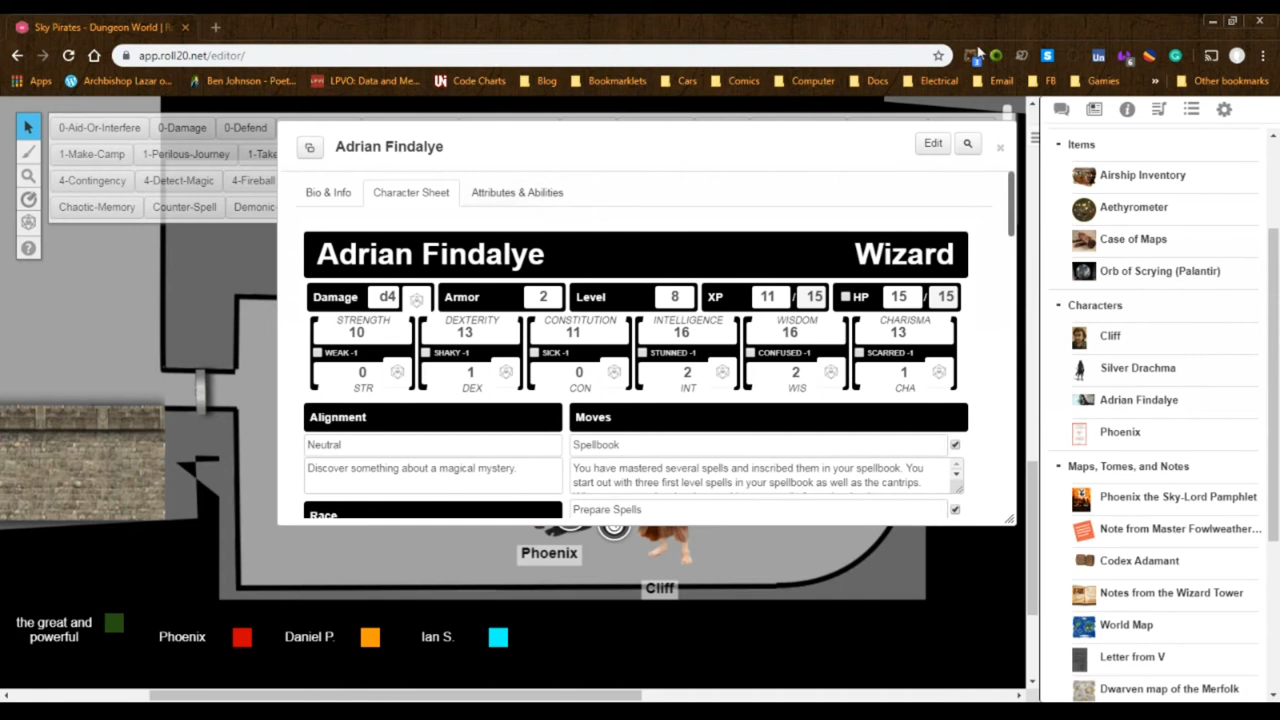 Sky Pirates - Dungeon World | R
app.roll20.net/editor/
Apps
Archbishop Lazar o...
Ben Johnson - Poet...
LPVO: Data and Me...
Code Charts
Blog
Bookmarklets
Cars
Comics
Computer
Docs
Electrical
Email
FB
Games
»
Other bookmarks
0-Aid-Or-Interfere
0-Damage
0-Defend
1-Make-Camp
1-Perilous-Journey
1-Take
4-Contingency
4-Detect-Magic
4-Fireball
Chaotic-Memory
Counter-Spell
Demonic
Adrian Findalye
Edit
Bio & Info
Character Sheet
Attributes & Abilities
Adrian Findalye
Wizard
Damage d4
Armor 2
Level 8
XP 11 / 15
HP 15 / 15
STRENGTH DEXTERITY CONSTITUTION INTELLIGENCE WISDOM CHARISMA
10 13 11 16 16 13
WEAK -1 SHAKY -1 SICK -1 STUNNED -1 CONFUSED -1 SCARRED -1
0 1 0 2 2 1
STR DEX CON INT WIS CHA
Alignment
Neutral
Discover something about a magical mystery.
Race
Moves
Spellbook
You have mastered several spells and inscribed them in your spellbook. You
start out with three first level spells in your spellbook as well as the cantrips.
Prepare Spells
Phoenix
Cliff
the great and
powerful
Phoenix
Daniel P.
Ian S.
Items
Airship Inventory
Aethyrometer
Case of Maps
Orb of Scrying (Palantir)
Characters
Cliff
Silver Drachma
Adrian Findalye
Phoenix
Maps, Tomes, and Notes
Phoenix the Sky-Lord Pamphlet
Note from Master Fowlweather...
Codex Adamant
Notes from the Wizard Tower
World Map
Letter from V
Dwarven map of the Merfolk